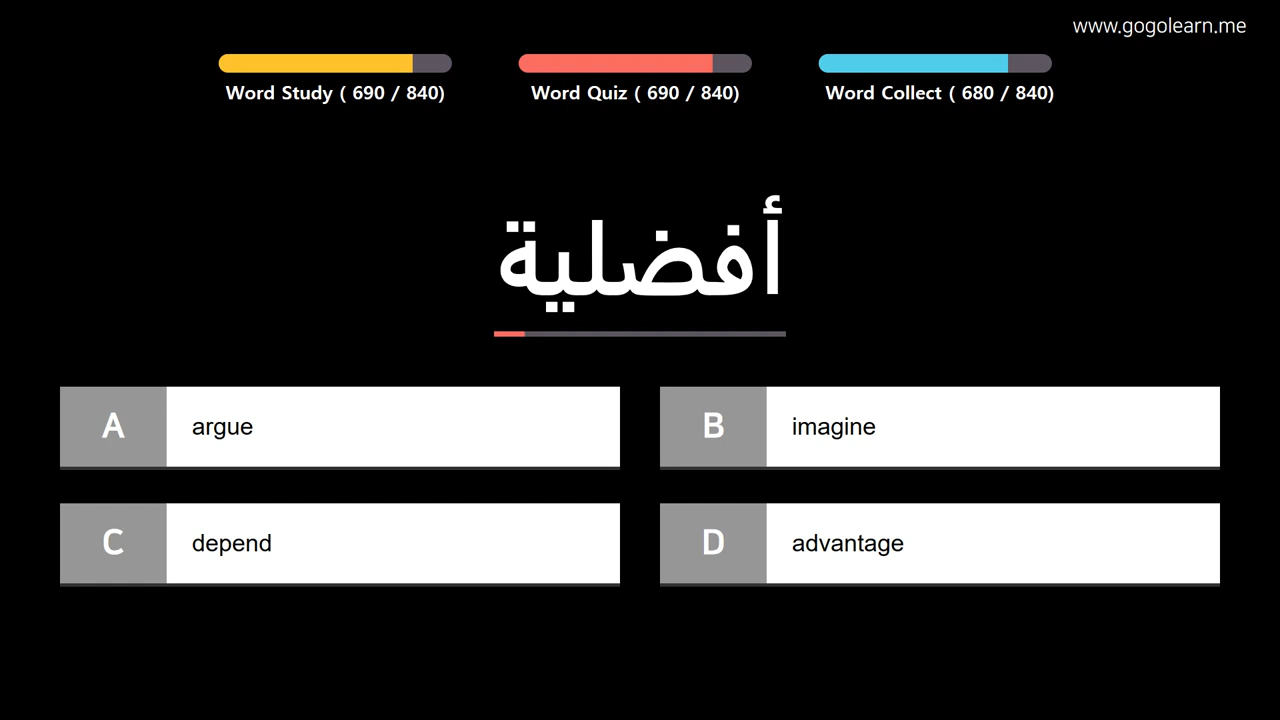 www.gogolearn.me
Word Study ( 690 / 840)
Word Quiz ( 690 / 840)
Word Collect ( 680 / 840)
أفضلية
A argue
B imagine
C depend
D advantage